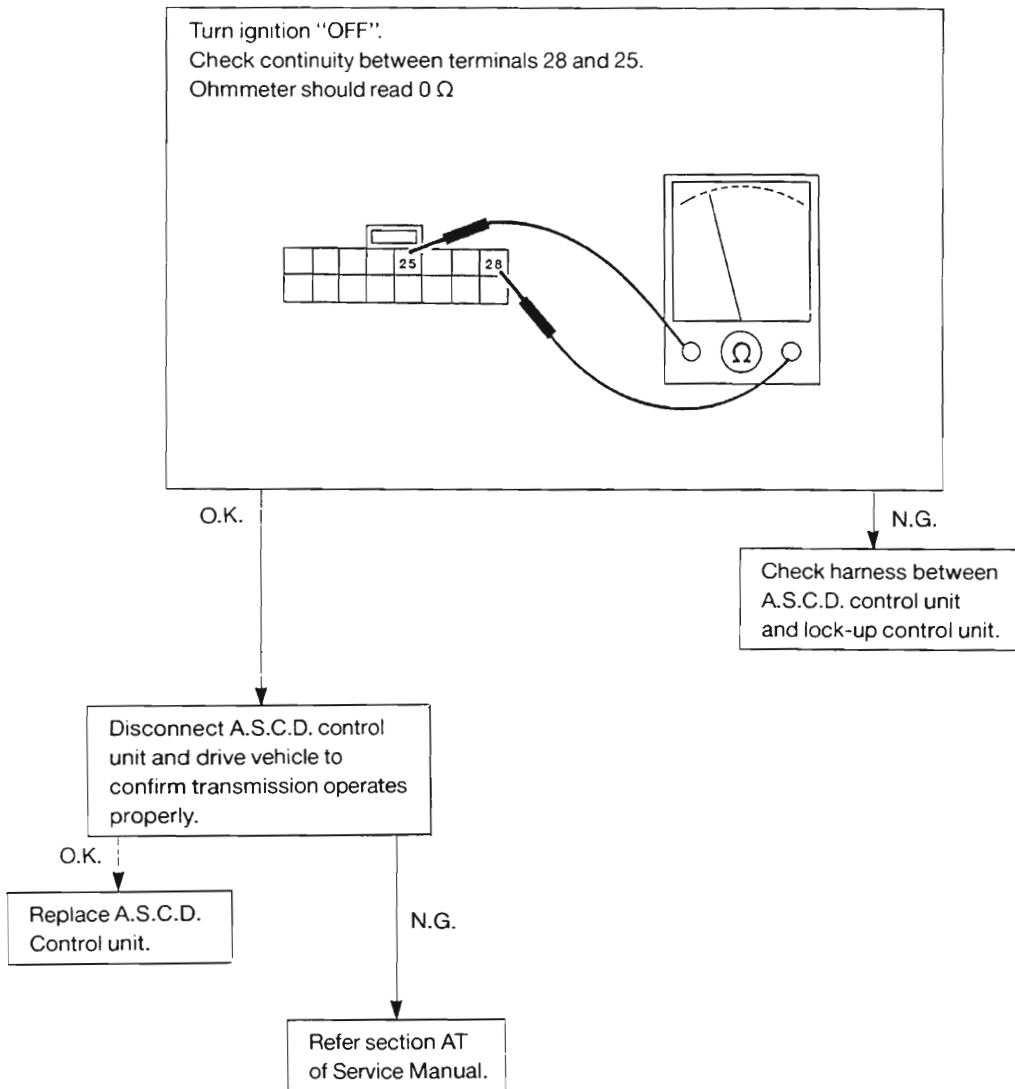 Turn ignition "OFF".
Check continuity between terminals 28 and 25.
Ohmmeter should read 0 Ω
25
28
Ω
O.K.
N.G.
Check harness between
A.S.C.D. control unit
and lock-up control unit.
Disconnect A.S.C.D. control
unit and drive vehicle to
confirm transmission operates
properly.
O.K.
Replace A.S.C.D.
Control unit.
N.G.
Refer section AT
of Service Manual.